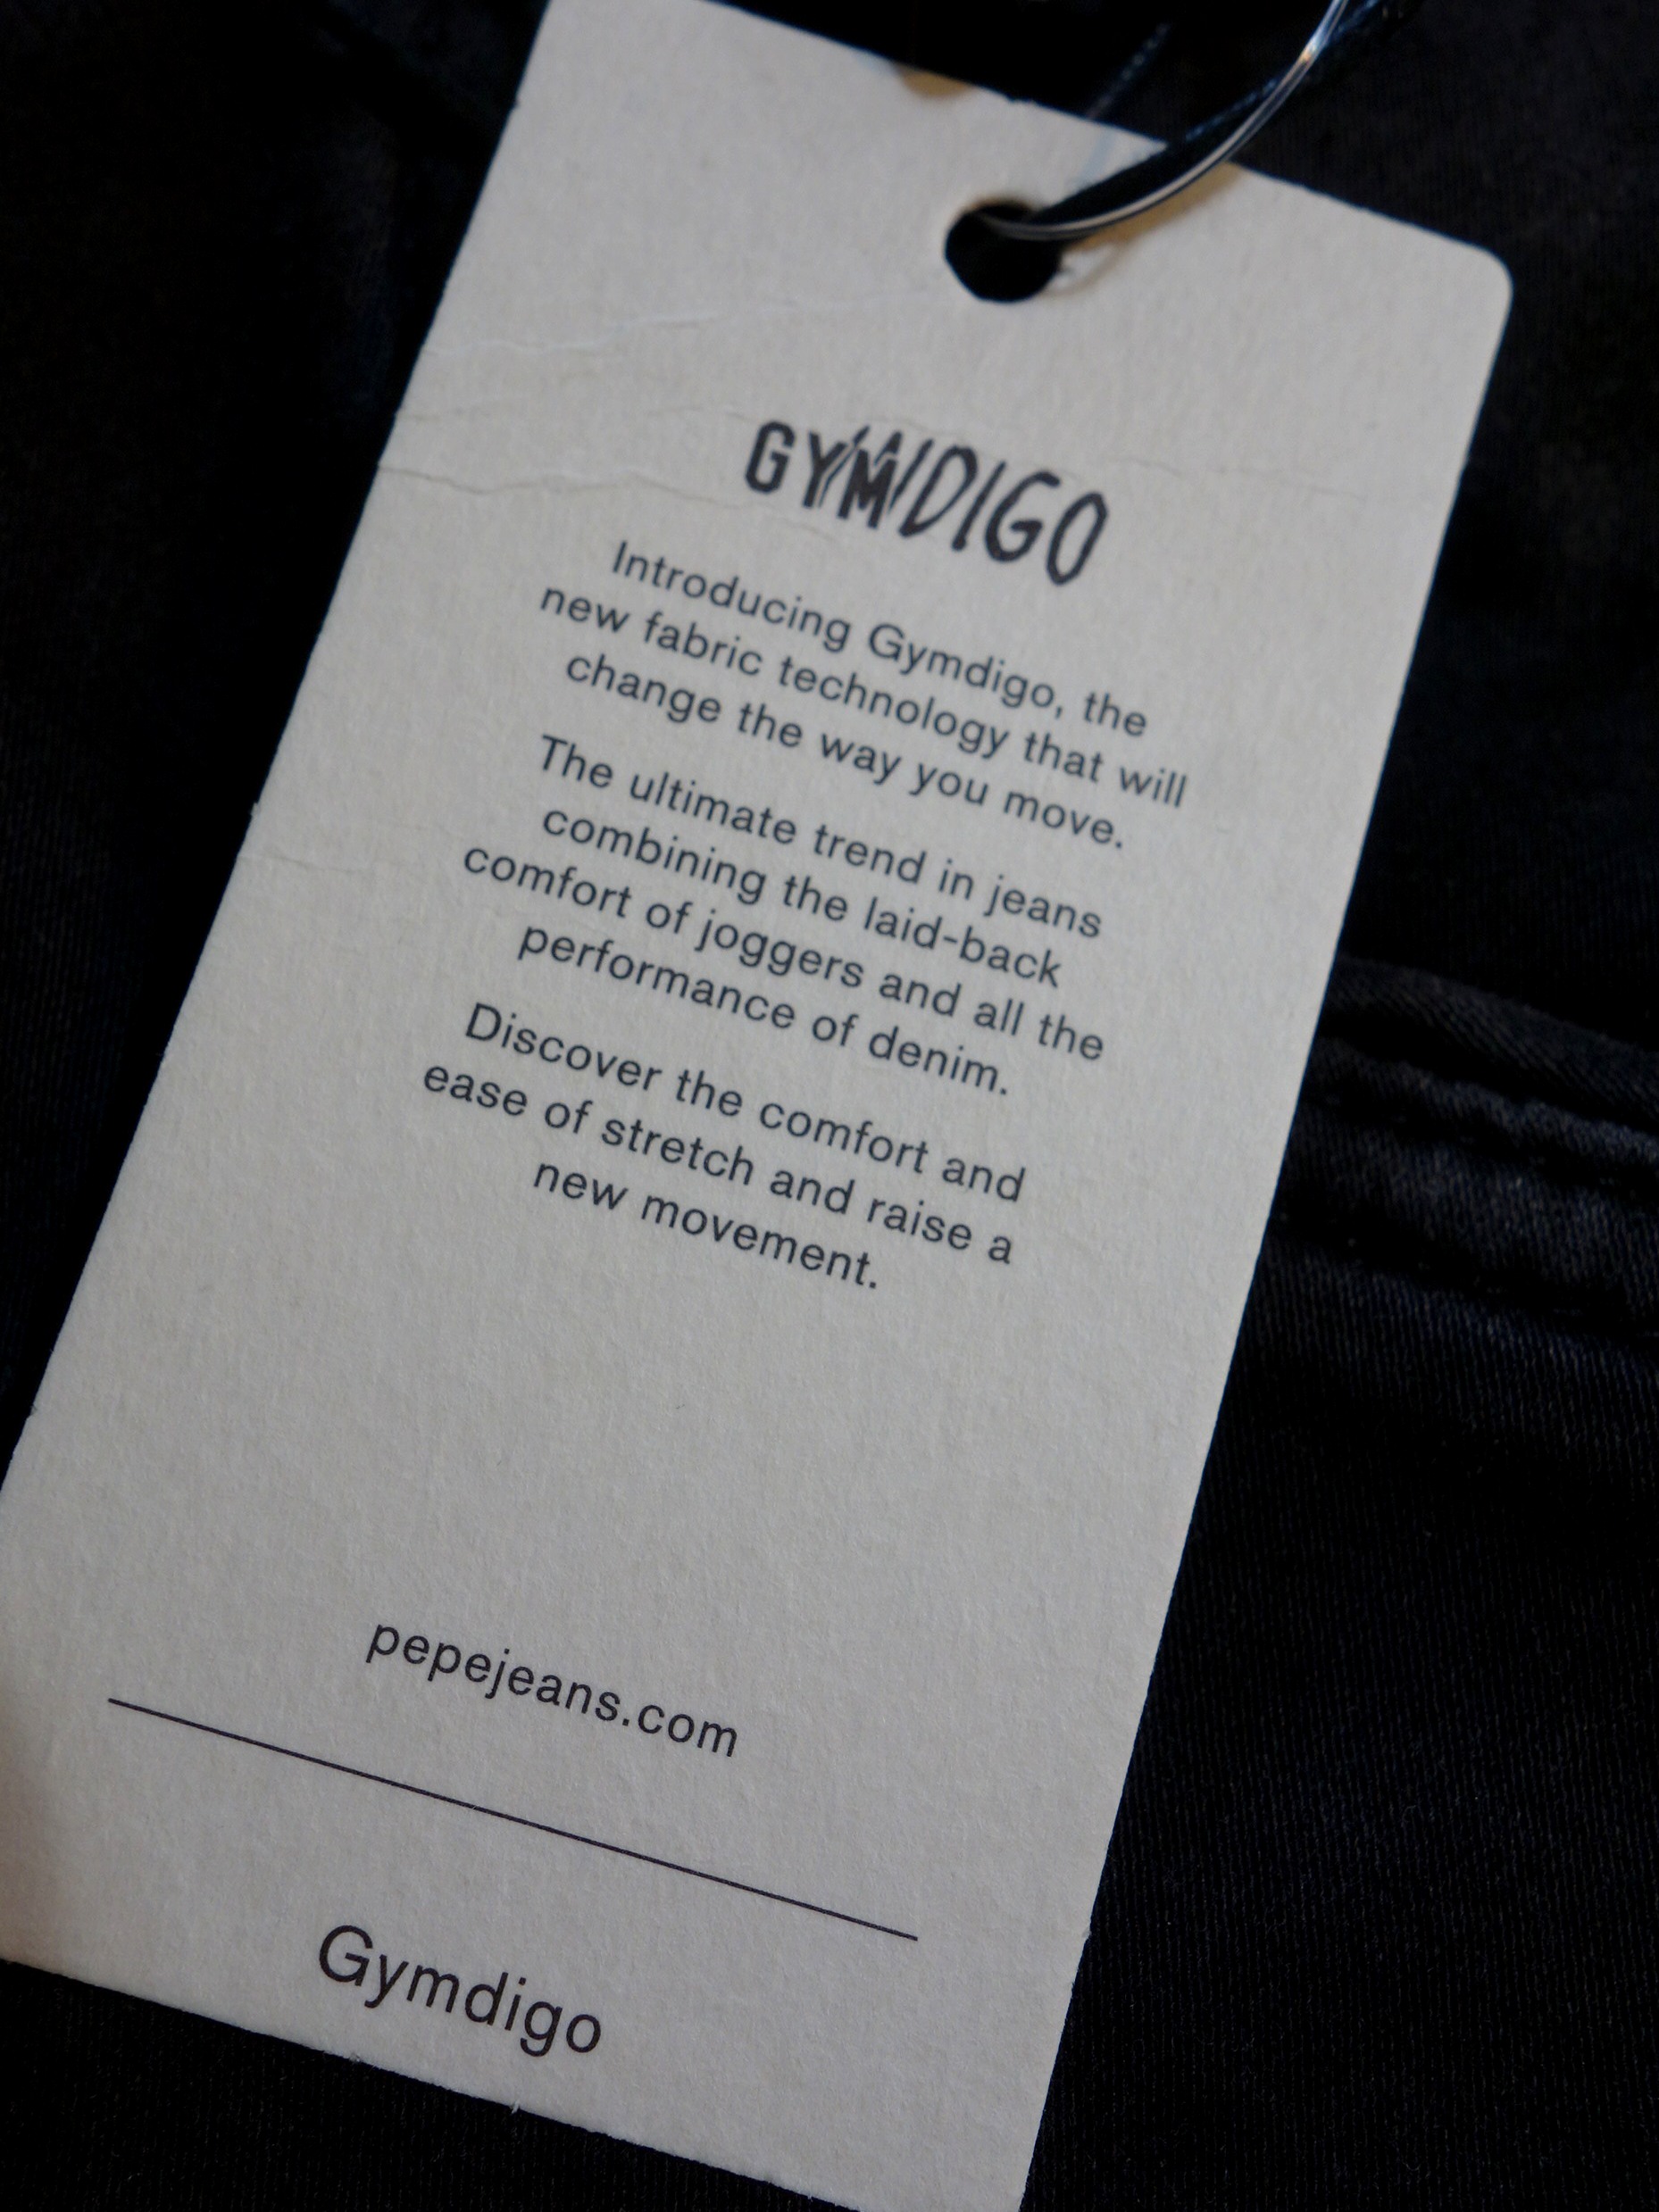 GYMDIGO
Introducing Gymdigo, the
new fabric technology that will
change the way you move.
The ultimate trend in jeans
combining the laid-back
comfort of joggers and all the
performance of denim.
Discover the comfort and
ease of stretch and raise a
new movement.
pepejeans.com
Gymdigo